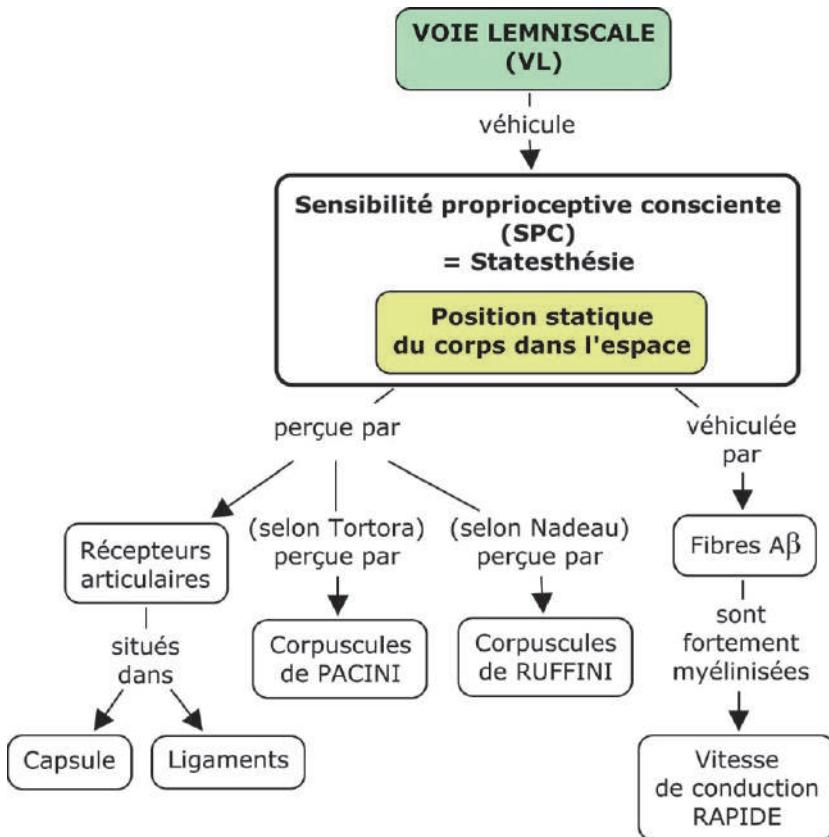 VOIE LEMNISCALE
(VL)
véhicule
Sensibilité proprioceptive consciente
(SPC)
= Statesthésie
Position statique
du corps dans l'espace
perçue par
véhiculée
par
Récepteurs
articulaires
(selon Tortora)
perçue par
(selon Nadeau)
perçue par
Fibres Aβ
situés
dans
Corpuscules
de PACINI
Corpuscules
de RUFFINI
sont
fortement
myélinisées
Capsule
Ligaments
Vitesse
de conduction
RAPIDE